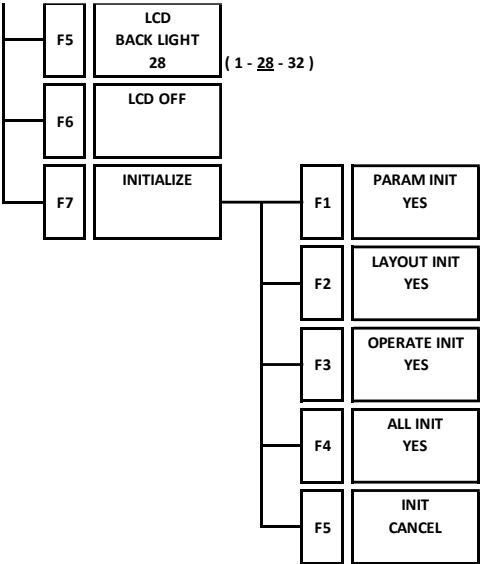 F5
LCD
BACK LIGHT
28
( 1 - 28 - 32 )
F6
LCD OFF
F7
INITIALIZE
F1
PARAM INIT
YES
F2
LAYOUT INIT
YES
F3
OPERATE INIT
YES
F4
ALL INIT
YES
F5
INIT
CANCEL